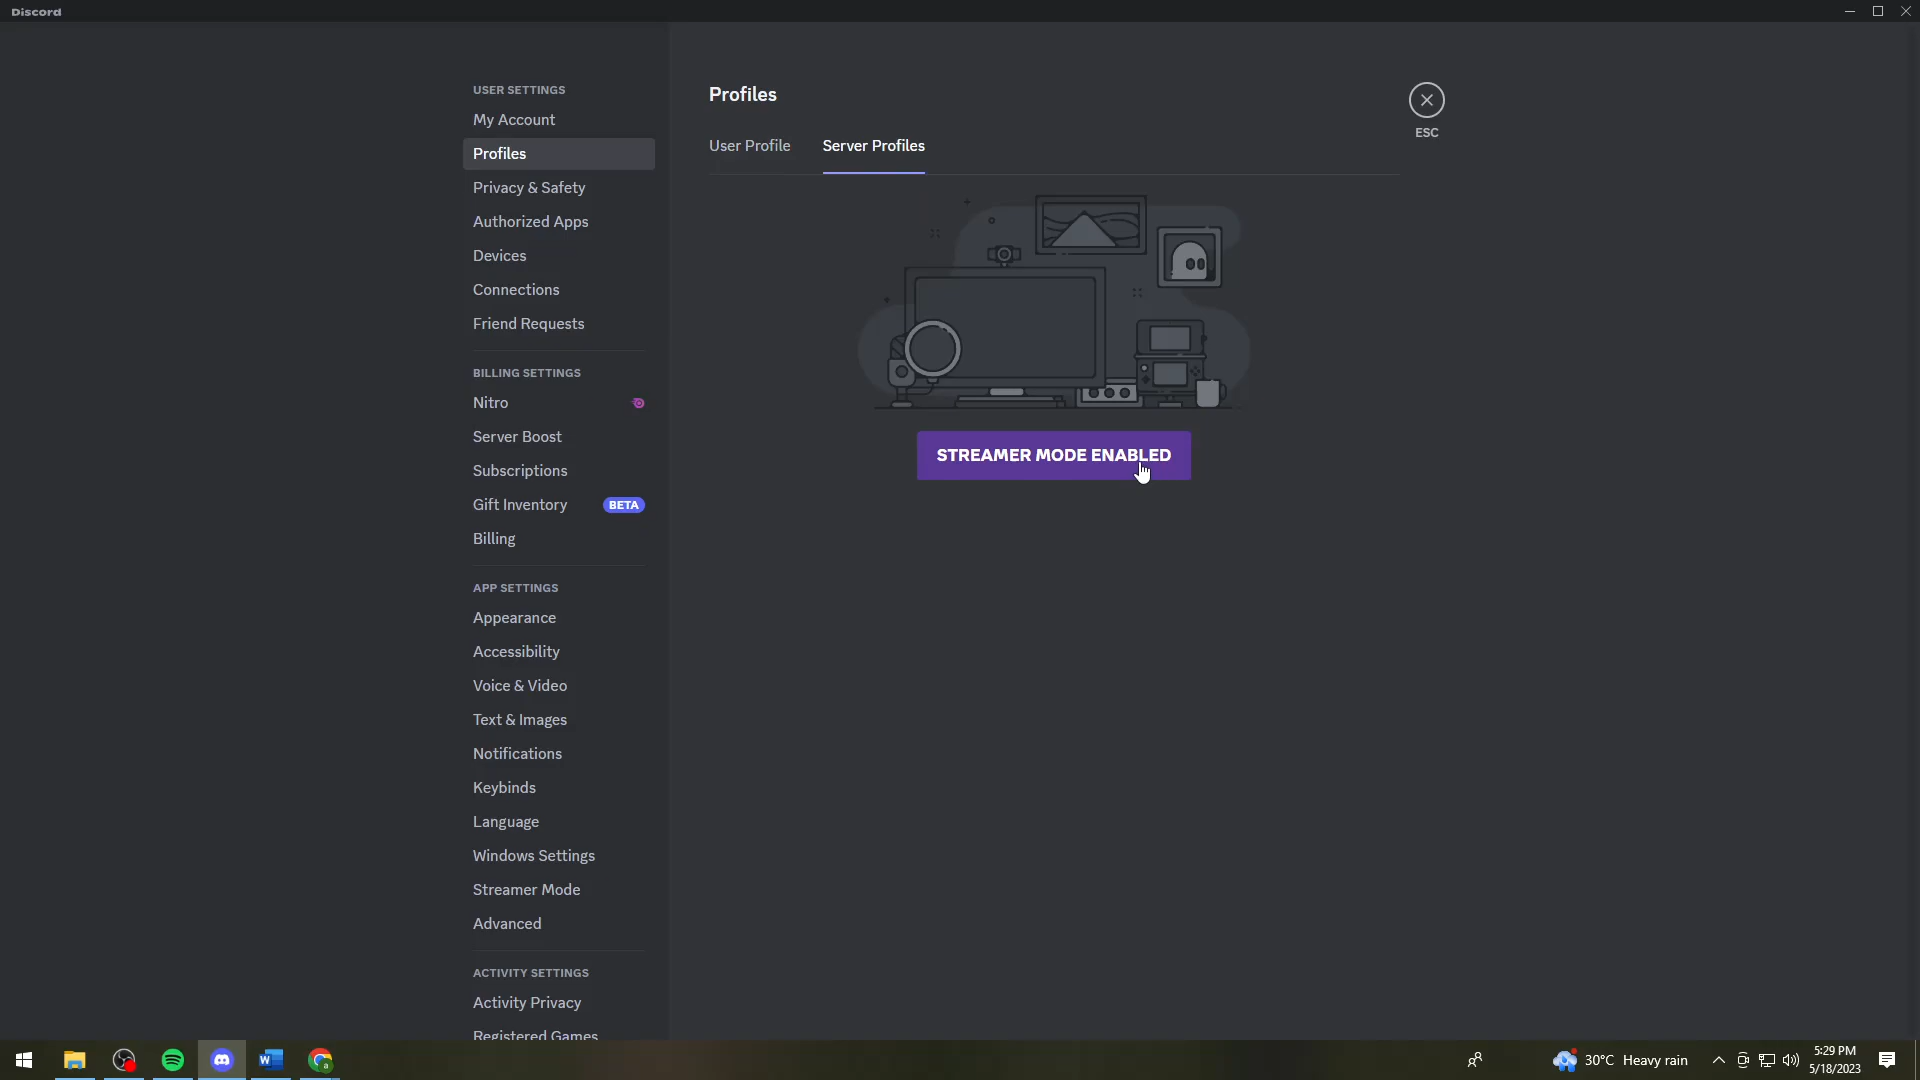 Discord
USER SETTINGS
My Account
Profiles
Privacy & Safety
Authorized Apps
Devices
Connections
Friend Requests
BILLING SETTINGS
Nitro
Server Boost
Subscriptions
Gift Inventory BETA
Billing
APP SETTINGS
Appearance
Accessibility
Voice & Video
Text & Images
Notifications
Keybinds
Language
Windows Settings
Streamer Mode
Advanced
ACTIVITY SETTINGS
Activity Privacy
Registered Games
Profiles
User Profile Server Profiles
ESC
STREAMER MODE ENABLED
W
a
30°C Heavy rain
5:29 PM
5/18/2023